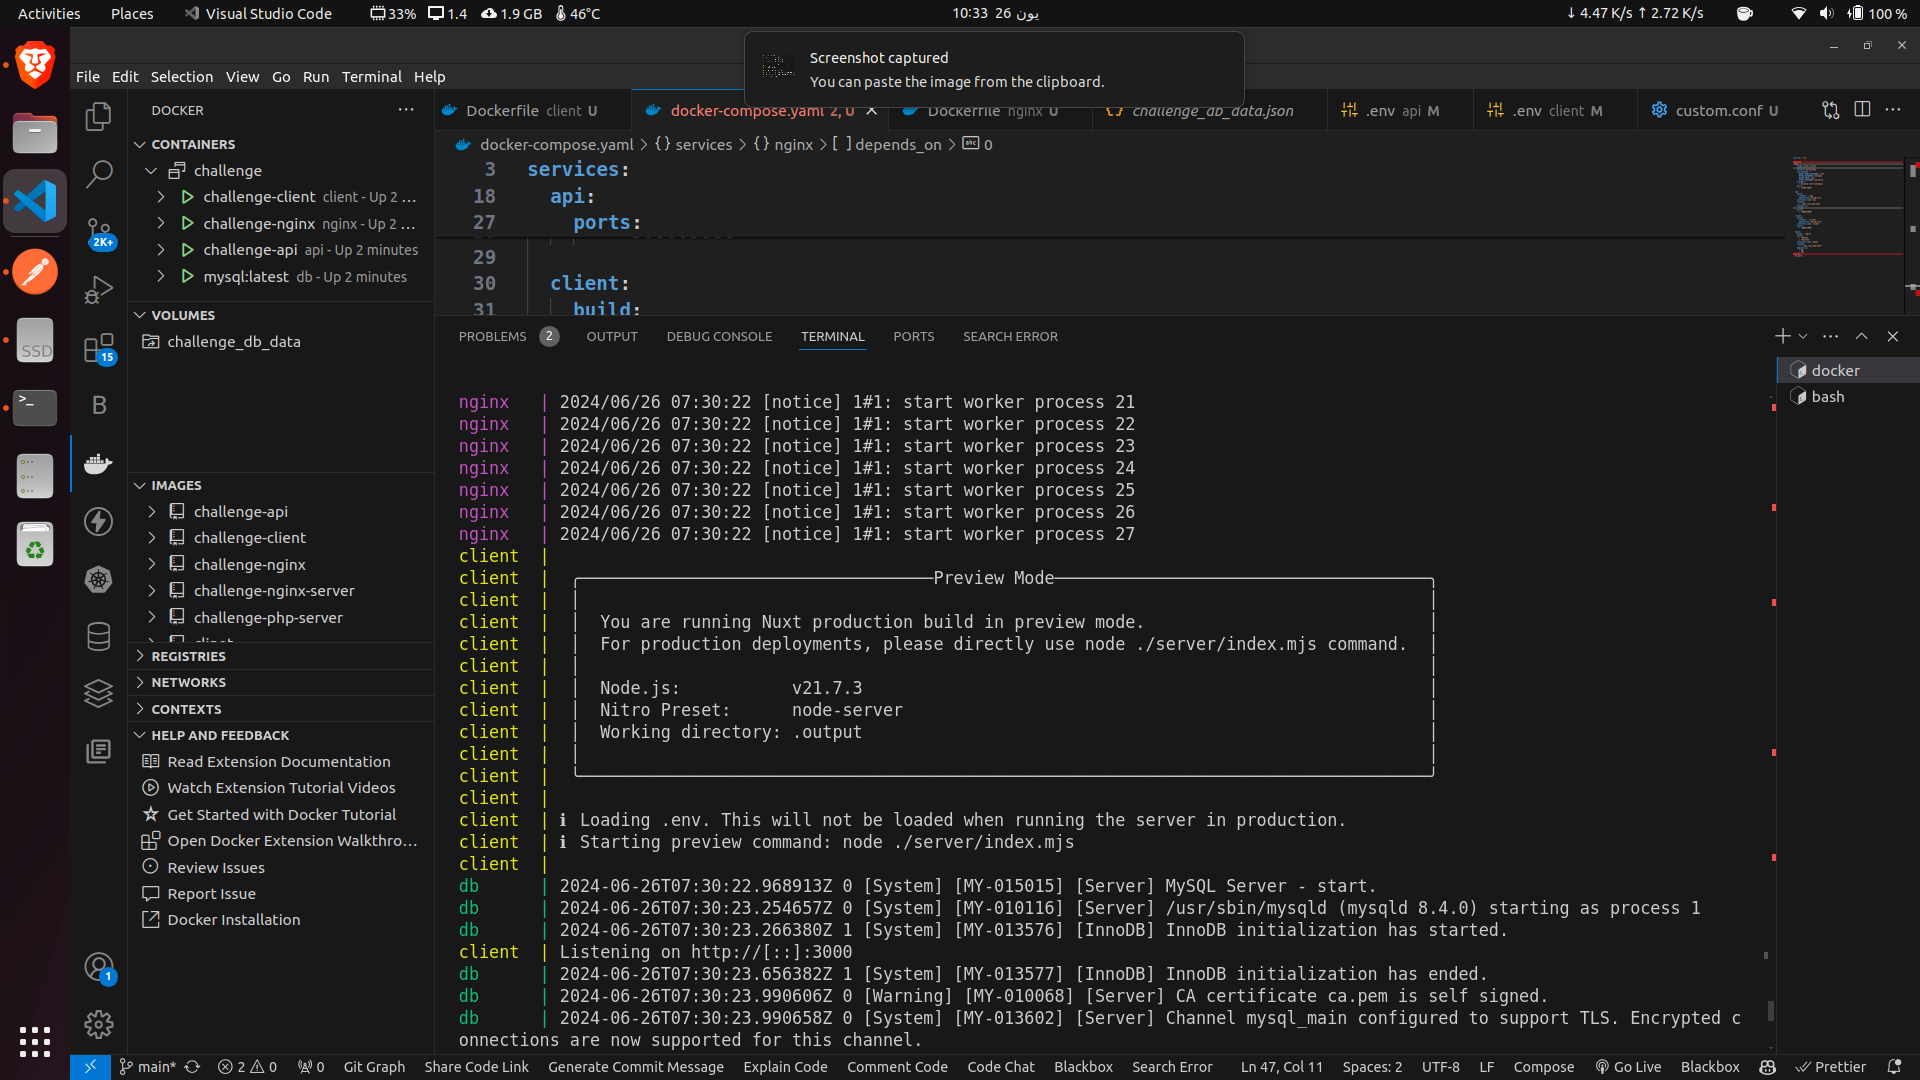 Activities Places Visual Studio Code 33% 1.4 1.9 GB 46°C 10:33 26 يون ↓ 4.47 K/s ↑ 2.72 K/s 100 %
Screenshot captured
You can paste the image from the clipboard.
File Edit Selection View Go Run Terminal Help
DOCKER
Dockerfile client U docker-compose.yaml 2, U Dockerfile nginx U challenge_db_data.json .env api M .env client M custom.conf U
docker-compose.yaml > {} services > {} nginx > [ ] depends_on > abc 0
CONTAINERS
challenge
challenge-client client - Up 2 ...
challenge-nginx nginx - Up 2 ...
challenge-api api - Up 2 minutes
mysql:latest db - Up 2 minutes
VOLUMES
challenge_db_data
IMAGES
challenge-api
challenge-client
challenge-nginx
challenge-nginx-server
challenge-php-server
REGISTRIES
NETWORKS
CONTEXTS
HELP AND FEEDBACK
Read Extension Documentation
Watch Extension Tutorial Videos
Get Started with Docker Tutorial
Open Docker Extension Walkthro...
Review Issues
Report Issue
Docker Installation
2K+
15
B
1
SSD
>_
3 services:
18 api:
27 ports:
29
30 client:
31 build:
PROBLEMS 2 OUTPUT DEBUG CONSOLE TERMINAL PORTS SEARCH ERROR
docker
bash
nginx | 2024/06/26 07:30:22 [notice] 1#1: start worker process 21
nginx | 2024/06/26 07:30:22 [notice] 1#1: start worker process 22
nginx | 2024/06/26 07:30:22 [notice] 1#1: start worker process 23
nginx | 2024/06/26 07:30:22 [notice] 1#1: start worker process 24
nginx | 2024/06/26 07:30:22 [notice] 1#1: start worker process 25
nginx | 2024/06/26 07:30:22 [notice] 1#1: start worker process 26
nginx | 2024/06/26 07:30:22 [notice] 1#1: start worker process 27
client |
client | Preview Mode
client |
client | You are running Nuxt production build in preview mode.
client | For production deployments, please directly use node ./server/index.mjs command.
client |
client | Node.js: v21.7.3
client | Nitro Preset: node-server
client | Working directory: .output
client |
client |
client |
client | ℹ Loading .env. This will not be loaded when running the server in production.
client | ℹ Starting preview command: node ./server/index.mjs
client |
db | 2024-06-26T07:30:22.968913Z 0 [System] [MY-015015] [Server] MySQL Server - start.
db | 2024-06-26T07:30:23.254657Z 0 [System] [MY-010116] [Server] /usr/sbin/mysqld (mysqld 8.4.0) starting as process 1
db | 2024-06-26T07:30:23.266380Z 1 [System] [MY-013576] [InnoDB] InnoDB initialization has started.
client | Listening on http://[::]:3000
db | 2024-06-26T07:30:23.656382Z 1 [System] [MY-013577] [InnoDB] InnoDB initialization has ended.
db | 2024-06-26T07:30:23.990606Z 0 [Warning] [MY-010068] [Server] CA certificate ca.pem is self signed.
db | 2024-06-26T07:30:23.990658Z 0 [System] [MY-013602] [Server] Channel mysql_main configured to support TLS. Encrypted c
onnections are now supported for this channel.
main* 2 0 0 Git Graph Share Code Link Generate Commit Message Explain Code Comment Code Code Chat Blackbox Search Error Ln 47, Col 11 Spaces: 2 UTF-8 LF Compose Go Live Blackbox Prettier